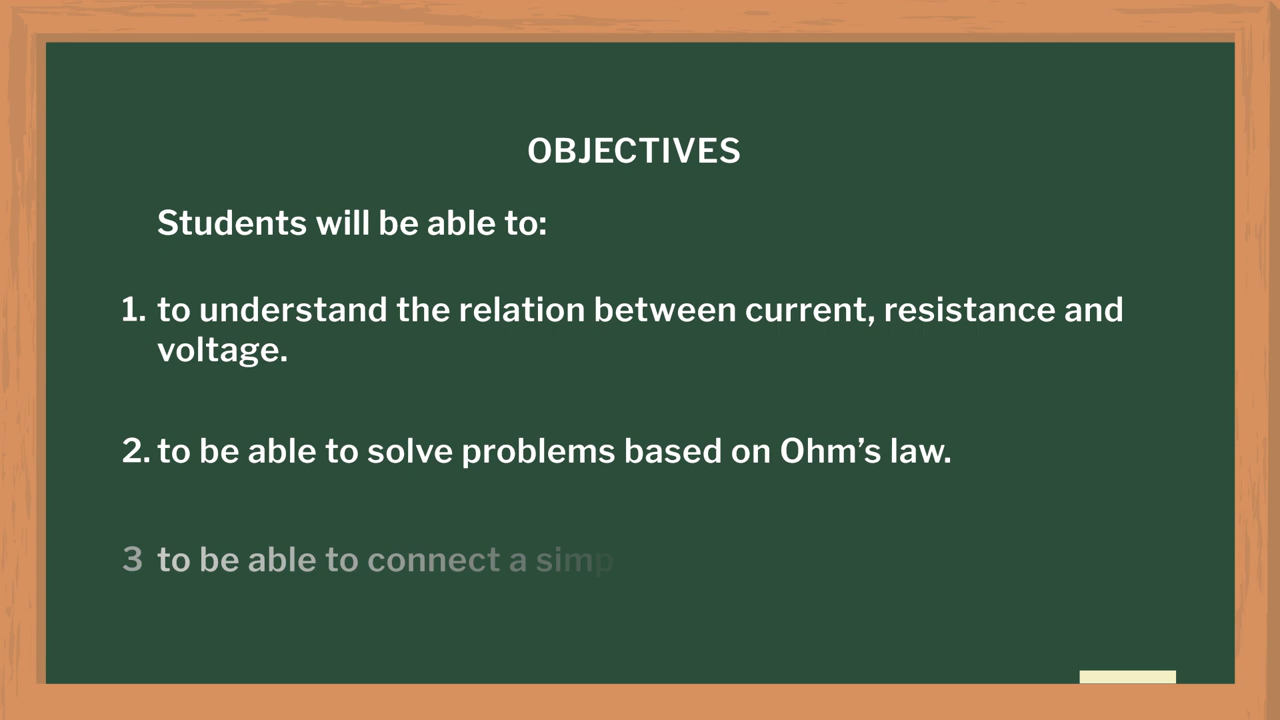 OBJECTIVES
Students will be able to:
1. to understand the relation between current, resistance and
voltage.
2. to be able to solve problems based on Ohm’s law.
3 to be able to connect a simp